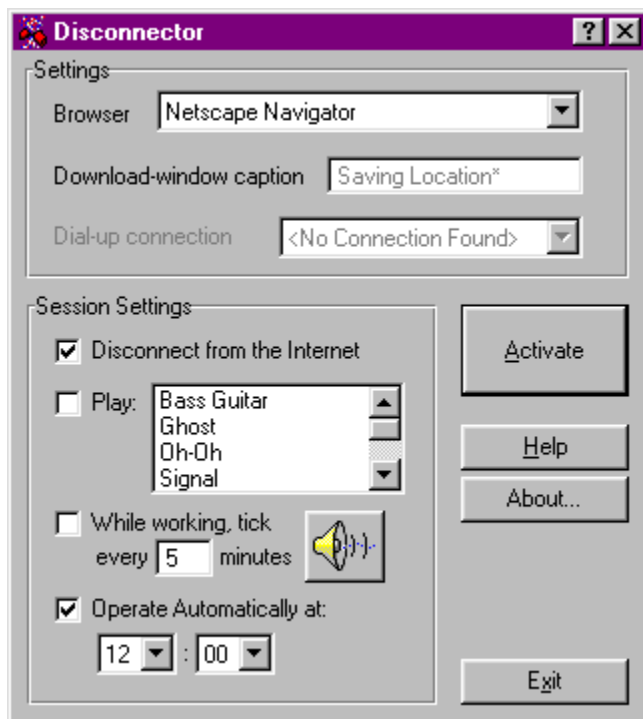 Disconnector
Settings
Browser Netscape Navigator
Download-window caption Saving Location*
Dial-up connection <No Connection Found>
Session Settings
Disconnect from the Internet
Activate
Play: Bass Guitar
Ghost
Oh-Oh
Signal
Help
About...
While working, tick
every 5 minutes
Operate Automatically at:
12 : 00
Exit